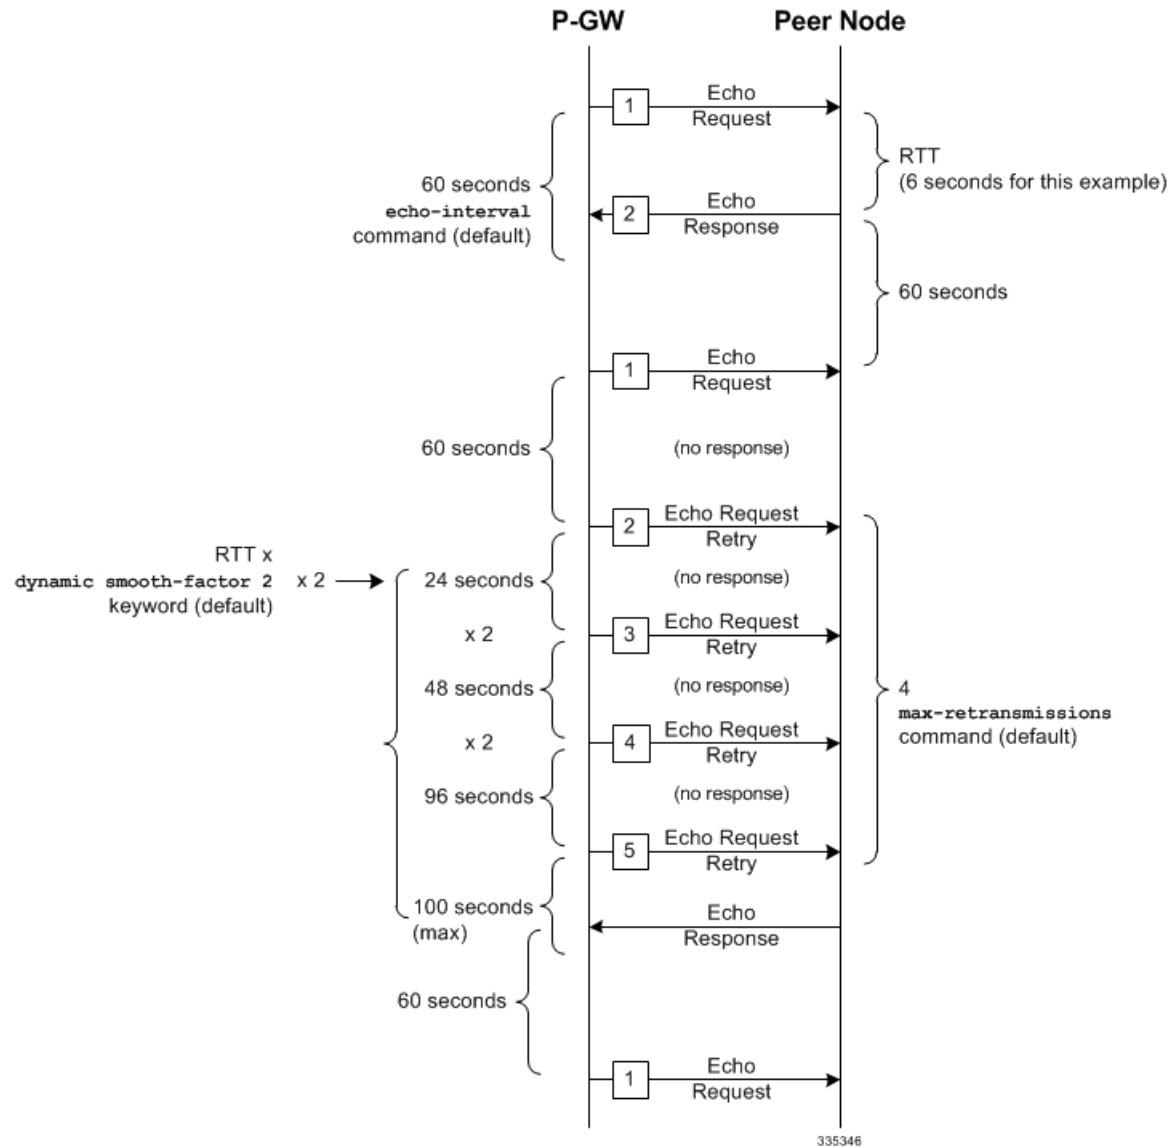 P-GW Peer Node
1 Echo
Request
RTT
(6 seconds for this example)
60 seconds
echo-interval
command (default)
2 Echo
Response
60 seconds
1 Echo
Request
60 seconds
(no response)
2 Echo Request
Retry
RTT x
dynamic smooth-factor 2 x 2
keyword (default)
24 seconds
(no response)
x 2
3 Echo Request
Retry
48 seconds
(no response)
4
max-retransmissions
command (default)
x 2
4 Echo Request
Retry
96 seconds
(no response)
5 Echo Request
Retry
100 seconds
(max)
Echo
Response
60 seconds
1 Echo
Request
335346